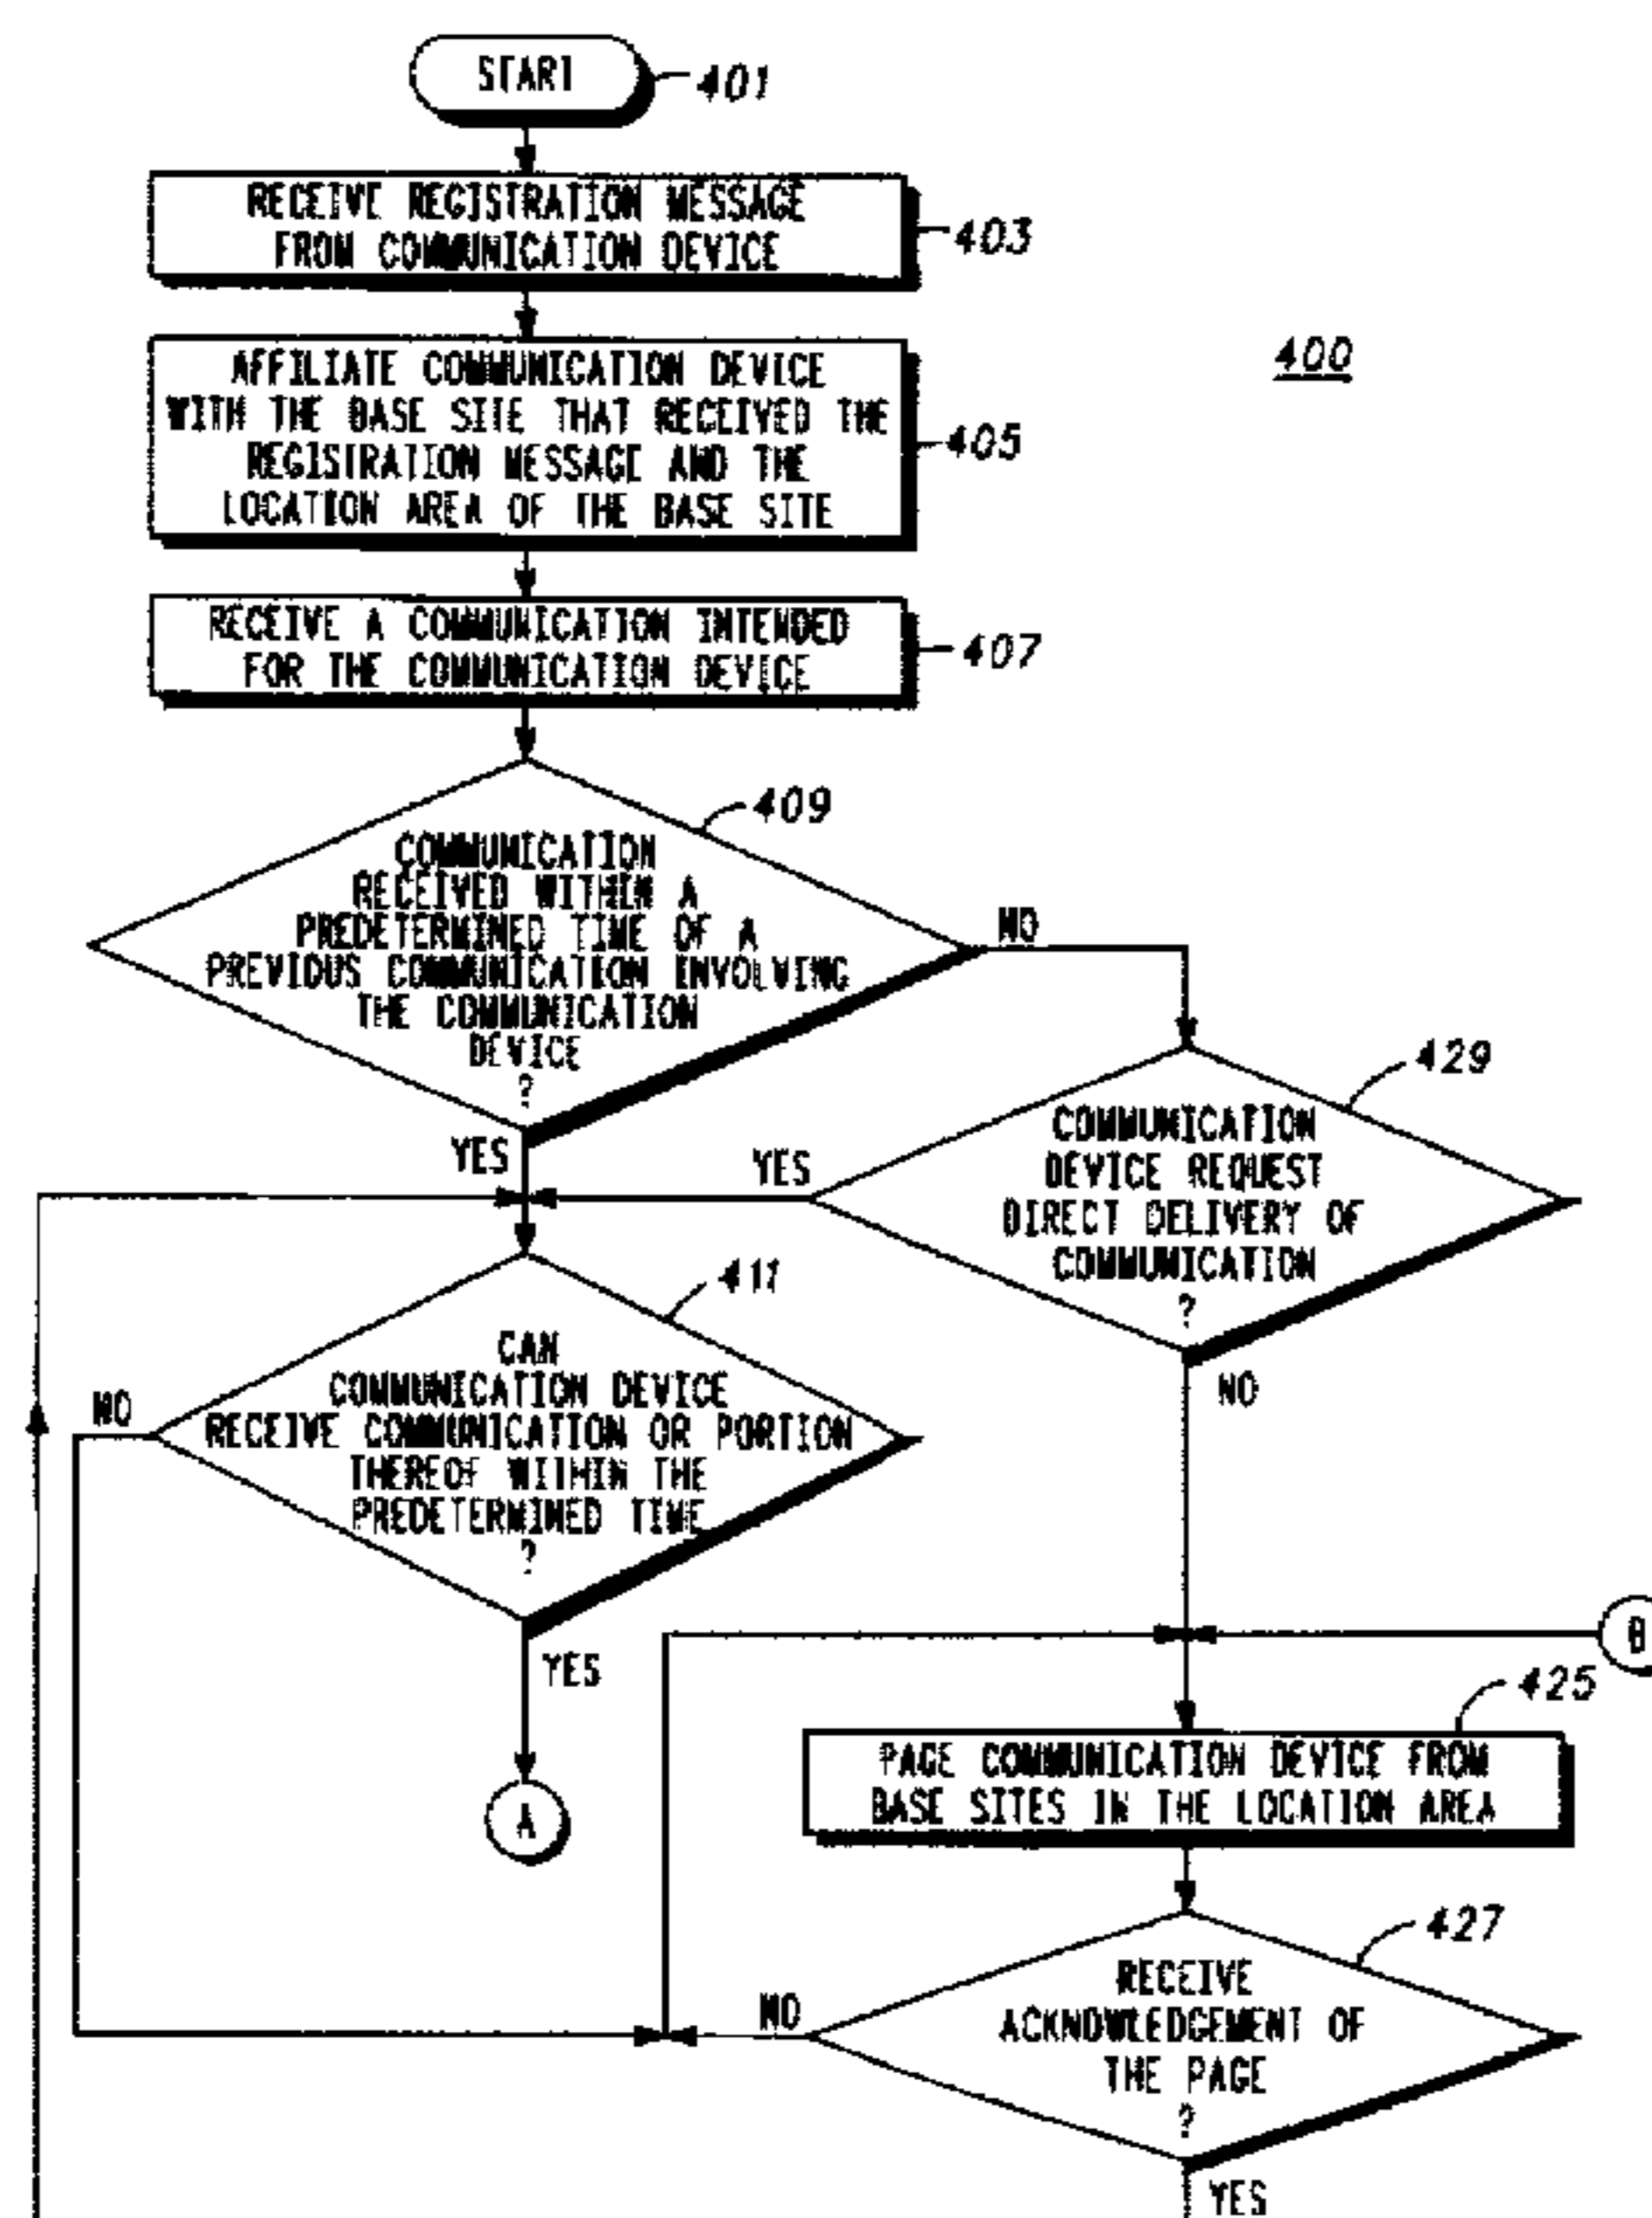 START
401
RECEIVE REGISTRATION MESSAGE
FROM COMMUNICATION DEVICE
403
AFFILIATE COMMUNICATION DEVICE
WITH THE BASE SITE THAT RECEIVED THE
REGISTRATION MESSAGE AND THE
LOCATION AREA OF THE BASE SITE
405
400
RECEIVE A COMMUNICATION INTENDED
FOR THE COMMUNICATION DEVICE
407
409
COMMUNICATION
RECEIVED WITHIN A
PREDETERMINED TIME OF A
PREVIOUS COMMUNICATION INVOLVING
THE COMMUNICATION
DEVICE
?
NO
YES
429
COMMUNICATION
DEVICE REQUEST
DIRECT DELIVERY OF
COMMUNICATION
?
YES
NO
411
CAN
COMMUNICATION DEVICE
RECEIVE COMMUNICATION OR PORTION
THEREOF WITHIN THE
PREDETERMINED TIME
?
NO
YES
A
B
425
PAGE COMMUNICATION DEVICE FROM
BASE SITES IN THE LOCATION AREA
427
RECEIVE
ACKNOWLEDGEMENT OF
THE PAGE
?
NO
YES